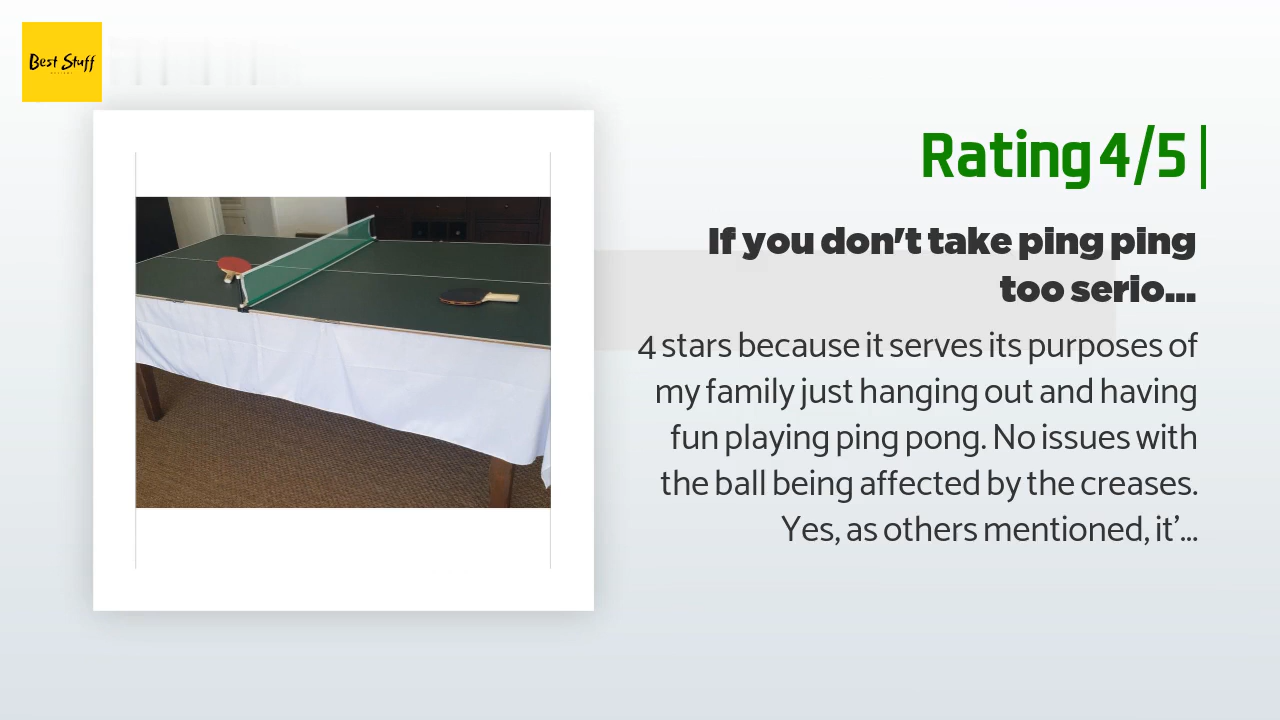 Best Stuff
Rating 4/5 |
If you don't take ping ping
too serio...
4 stars because it serves its purposes of
my family just hanging out and having
fun playing ping pong. No issues with
the ball being affected by the creases.
Yes, as others mentioned, it’...